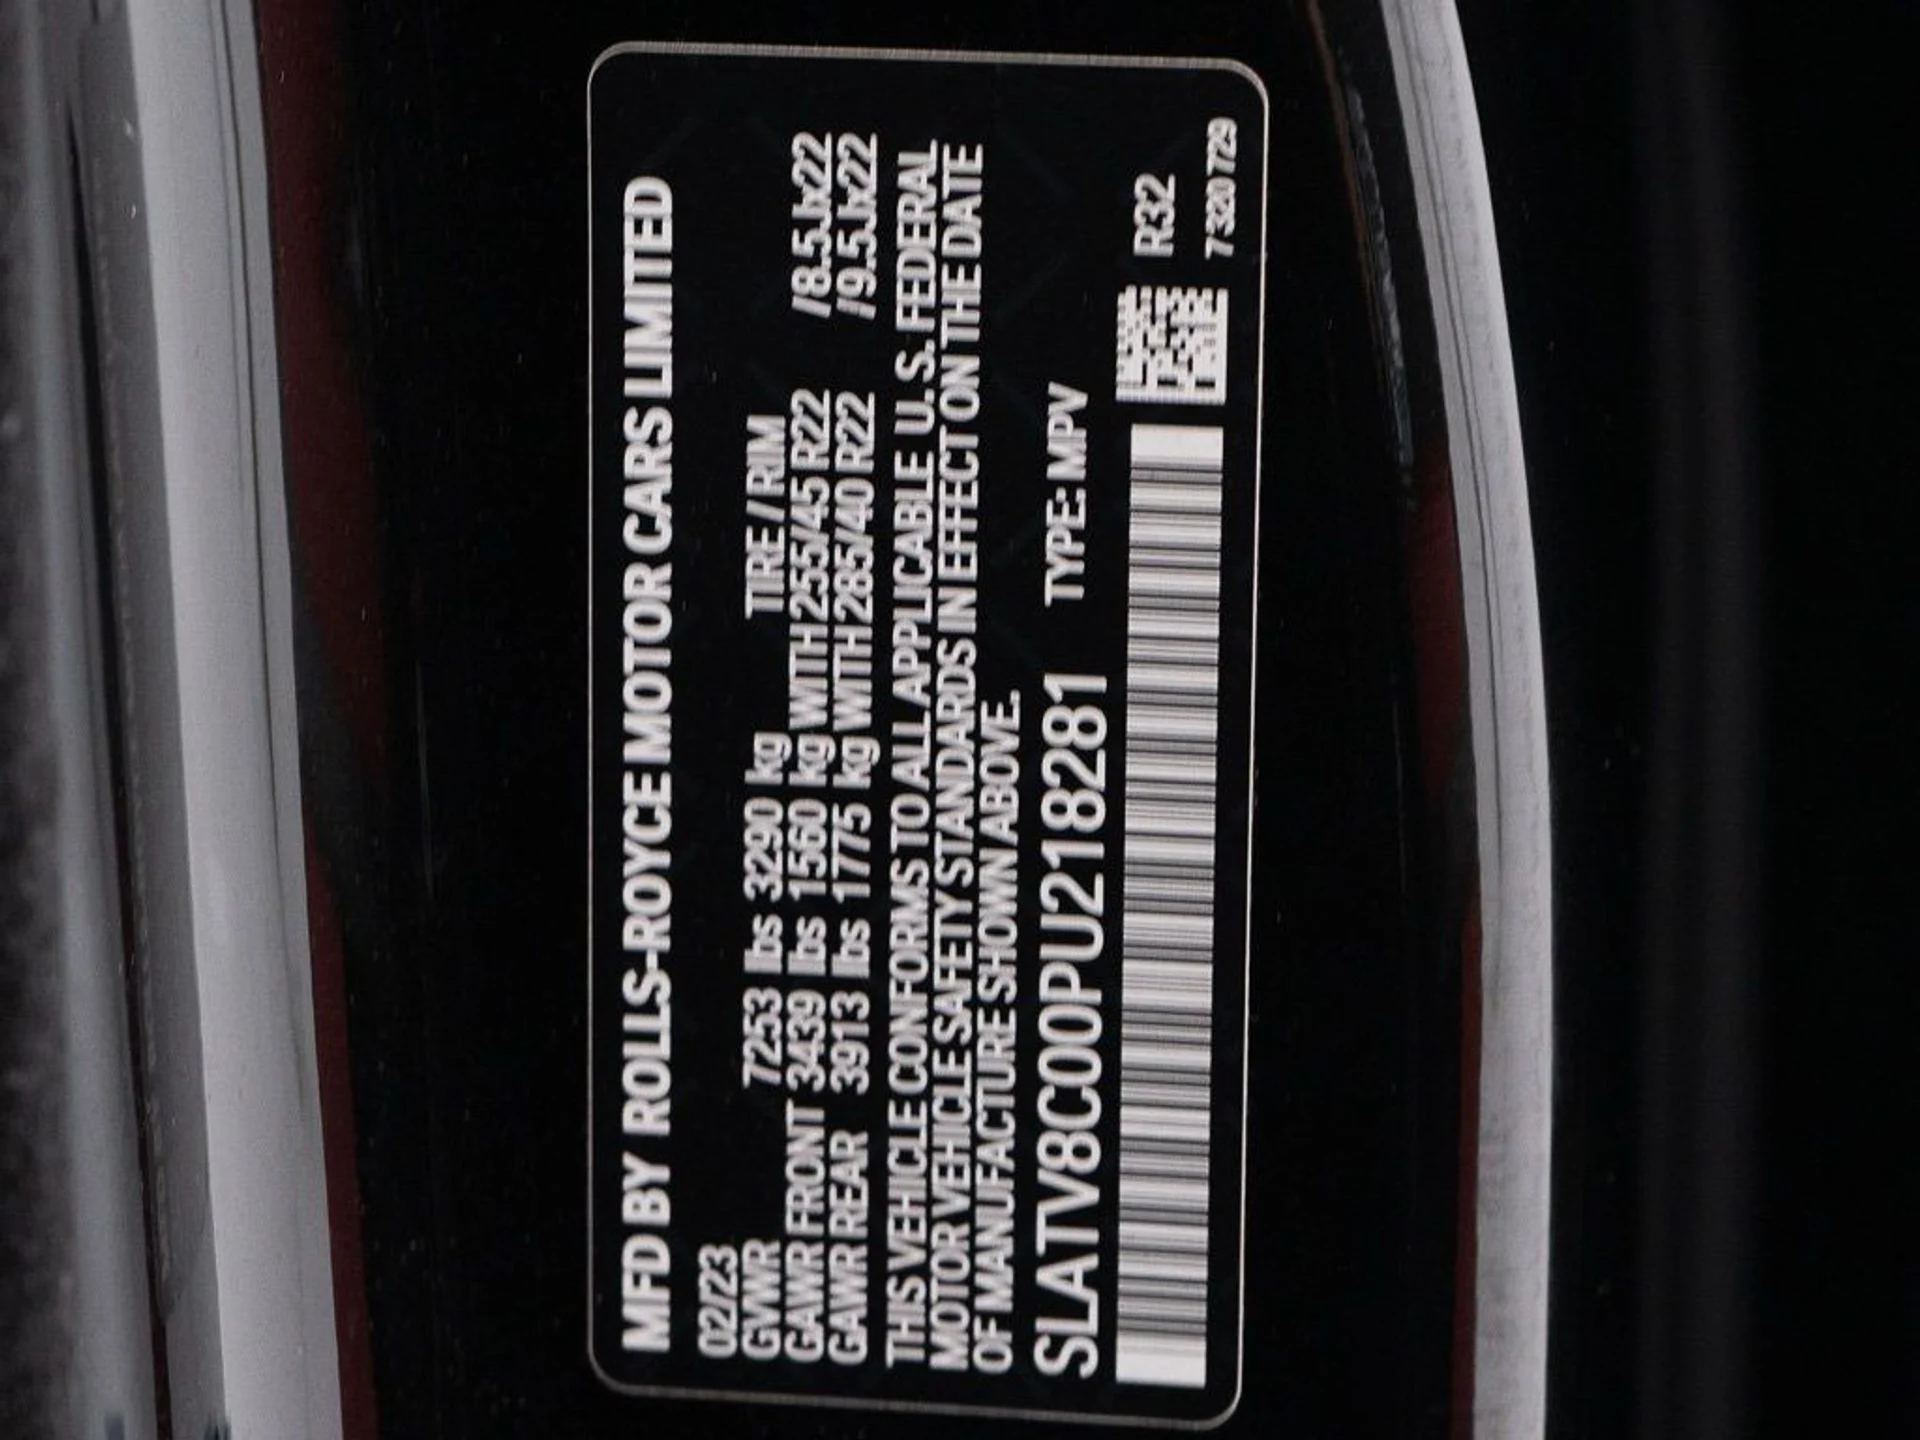 MFD BY ROLLS-ROYCE MOTOR CARS LIMITED
02/23
GVWR 7253 lbs 3290 kg TIRE // RIM
GAWR FRONT 3439 lbs 1560 kg WITH 255/45 R22 //8.5Jx22
GAWR REAR 3913 lbs 1775 kg WITH 285/40 R22 //9.5Jx22
THIS VEHICLE CONFORMS TO ALL APPLICABLE U.S. FEDERAL
MOTOR VEHICLE SAFETY STANDARDS IN EFFECT ON THE DATE
OF MANUFACTURE SHOWN ABOVE.
SLATV8C00PU218281 TYPE: MPV
R32
7 320 729